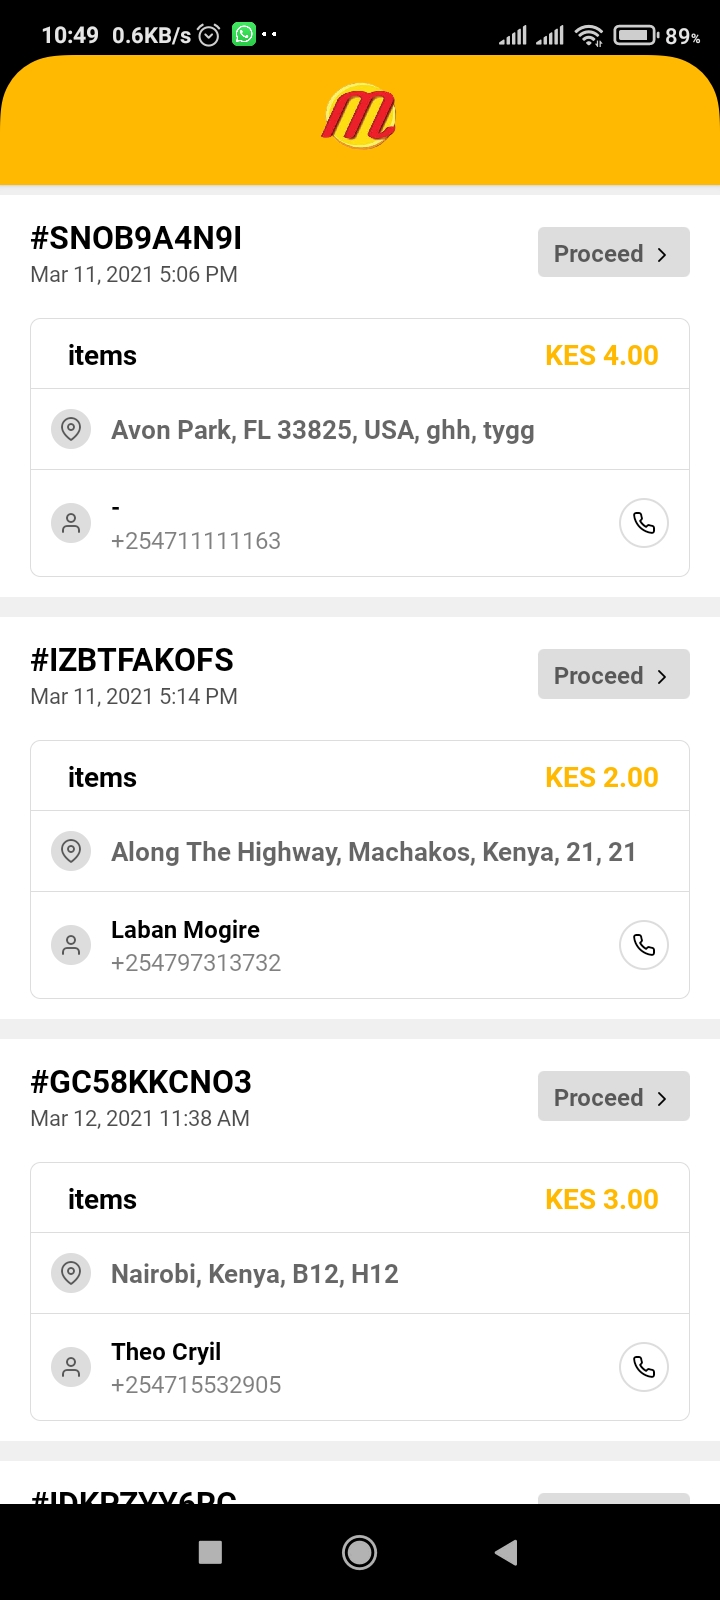 10:49 0.6KB/s 89%
m
#SNOB9A4N9I
Mar 11, 2021 5:06 PM
Proceed
items KES 4.00
Avon Park, FL 33825, USA, ghh, tygg
-
+254711111163
#IZBTFAKOFS
Mar 11, 2021 5:14 PM
Proceed
items KES 2.00
Along The Highway, Machakos, Kenya, 21, 21
Laban Mogire
+254797313732
#GC58KKCNO3
Mar 12, 2021 11:38 AM
Proceed
items KES 3.00
Nairobi, Kenya, B12, H12
Theo Cryil
+254715532905